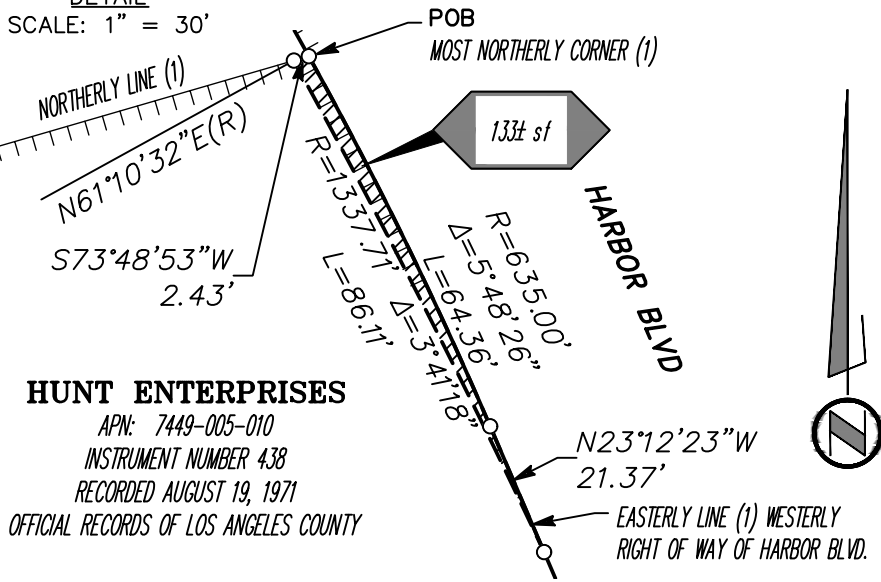 DETAIL
SCALE: 1" = 30'
POB
MOST NORTHERLY CORNER (1)
NORTHERLY LINE (1)
N61°10'32"E(R)
133± sf
R=1337.71'
Δ=3°41'18"
L=86.11'
R=635.00'
Δ=5°48'26"
L=64.36'
HARBOR BLVD
S73°48'53"W
2.43'
HUNT ENTERPRISES
APN: 7449-005-010
INSTRUMENT NUMBER 438
RECORDED AUGUST 19, 1971
OFFICIAL RECORDS OF LOS ANGELES COUNTY
N23°12'23"W
21.37'
EASTERLY LINE (1) WESTERLY
RIGHT OF WAY OF HARBOR BLVD.
N